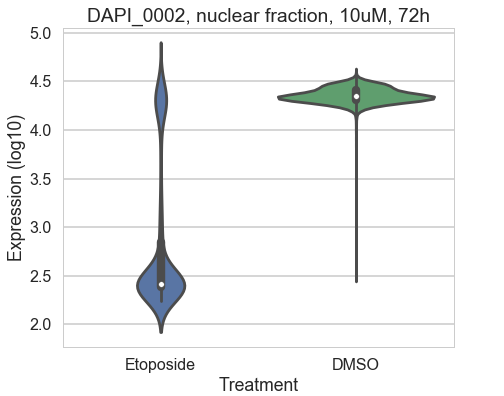 DAPI_0002, nuclear fraction, 10uM, 72h
5.0
4.5
4.0
3.5
3.0
2.5
2.0
Expression (log10)
Etoposide DMSO
Treatment